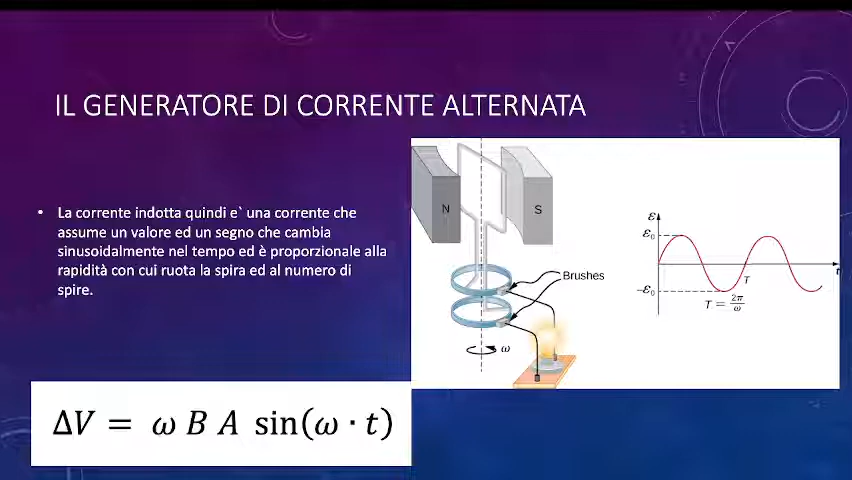 IL GENERATORE DI CORRENTE ALTERNATA
• La corrente indotta quindi e` una corrente che
assume un valore ed un segno che cambia
sinusoidalmente nel tempo ed è proporzionale alla
rapidità con cui ruota la spira ed al numero di
spire.
ΔV = ω B A sin(ω · t)
N
S
Brushes
ω
ε
ε₀
−ε₀
t
T
T = 2π/ω